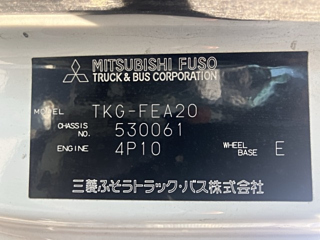 MITSUBISHI FUSO
TRUCK & BUS CORPORATION
MODEL TKG-FEA20
CHASSIS NO. 530061
ENGINE 4P10 WHEEL BASE E
三菱ふそうトラック・バス株式会社